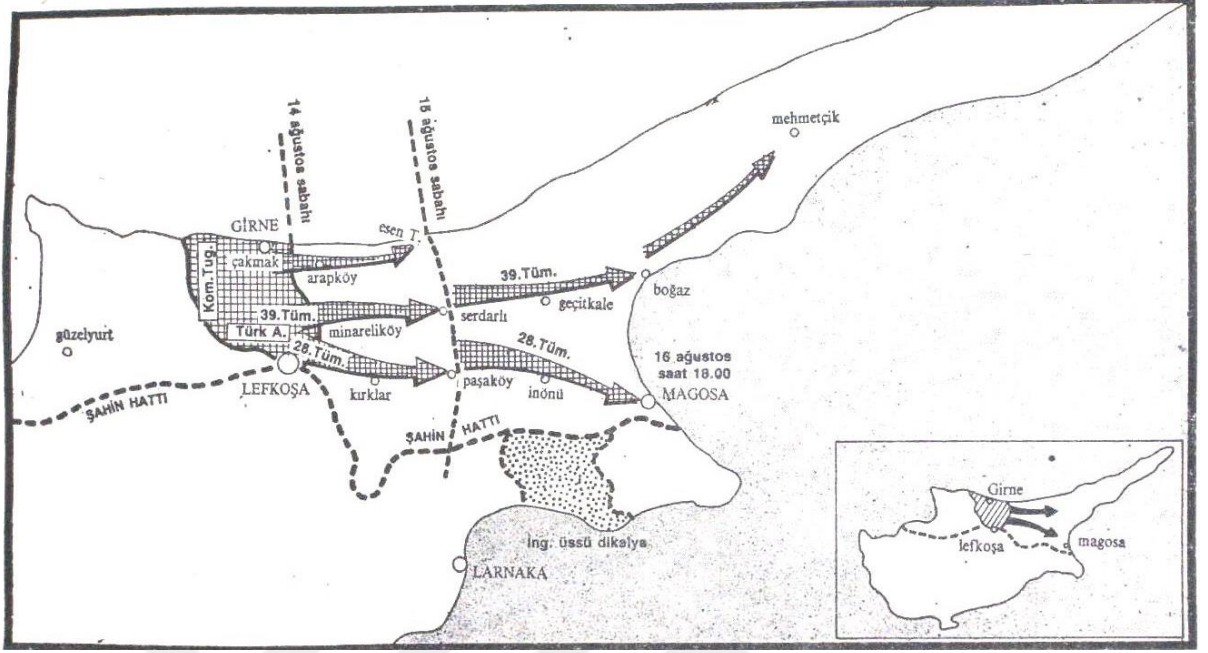 14 ağustos sabahı
15 ağustos sabahı
mehmetçik
GİRNE
çakmak
arapköy
esen T.
Kom.Tug.
39.Tüm.
Türk A.
minareliköy
28.Tüm.
serdarlı
39.Tüm.
geçitkale
boğaz
güzelyurt
LEFKOŞA
kırklar
paşaköy
28.Tüm.
inönü
16 ağustos
saat 18.00
MAGOSA
ŞAHİN HATTI
ŞAHİN HATTI
ing. üssü dikelya
LARNAKA
Girne
lefkoşa
magosa